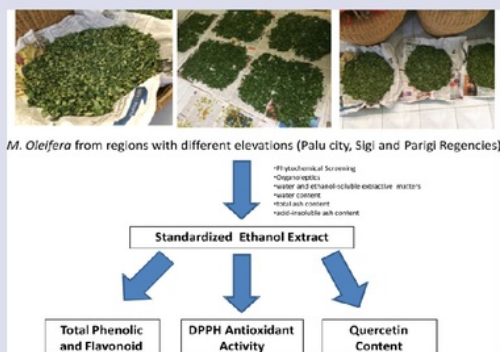 M. Oleifera from regions with different elevations (Palu city, Sigi and Parigi Regencies)
•Phytochemical Screening
•Organoleptics
•water and ethanol-soluble extractive matters
•water content
•total ash content
•acid-insoluble ash content
Standardized Ethanol Extract
Total Phenolic
and Flavonoid
DPPH Antioxidant
Activity
Quercetin
Content